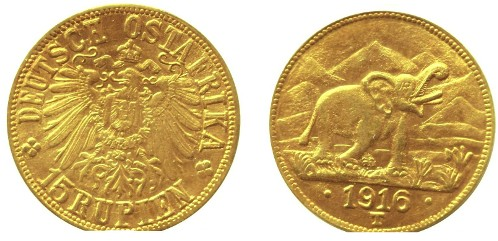 DEUTSCH OSTAFRIKA
15 RUPIEN
1916
T